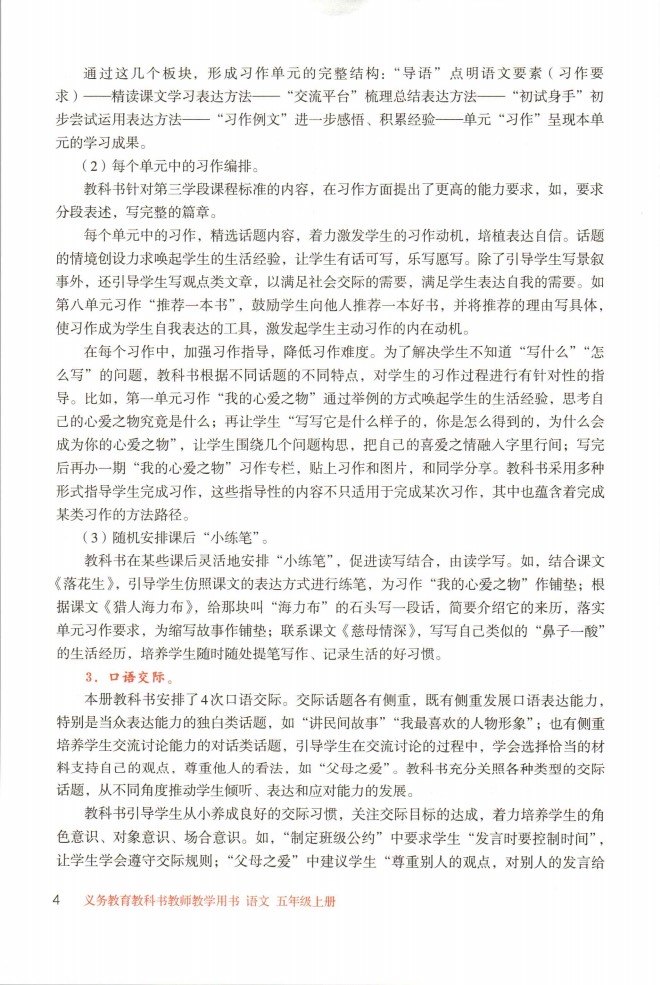 通过这几个板块，形成习作单元的完整结构：“导语”点明语文要素（习作要
求）——精读课文学习表达方法——“交流平台”梳理总结表达方法——“初试身手”初
步尝试运用表达方法——“习作例文”进一步感悟、积累经验——单元“习作”呈现本单
元的学习成果。
（2）每个单元中的习作编排。
教科书针对第三学段课程标准的内容，在习作方面提出了更高的能力要求，如，要求
分段表述，写完整的篇章。
每个单元中的习作，精选话题内容，着力激发学生的习作动机，培植表达自信。话题
的情境创设力求唤起学生的生活经验，让学生有话可写，乐写愿写。除了引导学生写景叙
事外，还引导学生写观点类文章，以满足社会交际的需要，满足学生表达自我的需要。如
第八单元习作“推荐一本书”，鼓励学生向他人推荐一本好书，并将推荐的理由写具体，
使习作成为学生自我表达的工具，激发起学生主动习作的内在动机。
在每个习作中，加强习作指导，降低习作难度。为了解决学生不知道“写什么”“怎
么写”的问题，教科书根据不同话题的不同特点，对学生的习作过程进行有针对性的指
导。比如，第一单元习作“我的心爱之物”通过举例的方式唤起学生的生活经验，思考自
己的心爱之物究竟是什么；再让学生“写写它是什么样子的，你是怎么得到的，为什么会
成为你的心爱之物”，让学生围绕几个问题构思，把自己的喜爱之情融入字里行间；写完
后再办一期“我的心爱之物”习作专栏，贴上习作和图片，和同学分享。教科书采用多种
形式指导学生完成习作，这些指导性的内容不只适用于完成某次习作，其中也蕴含着完成
某类习作的方法路径。
（3）随机安排课后“小练笔”。
教科书在某些课后灵活地安排“小练笔”，促进读写结合，由读学写。如，结合课文
《落花生》，引导学生仿照课文的表达方式进行练笔，为习作“我的心爱之物”作铺垫；根
据课文《猎人海力布》，给那块叫“海力布”的石头写一段话，简要介绍它的来历，落实
单元习作要求，为缩写故事作铺垫；联系课文《慈母情深》，写写自己类似的“鼻子一酸”
的生活经历，培养学生随时随处提笔写作、记录生活的好习惯。
3. 口语交际。
本册教科书安排了4次口语交际。交际话题各有侧重，既有侧重发展口语表达能力，
特别是当众表达能力的独白类话题，如“讲民间故事”“我最喜欢的人物形象”；也有侧重
培养学生交流讨论能力的对话类话题，引导学生在交流讨论的过程中，学会选择恰当的材
料支持自己的观点，尊重他人的看法，如“父母之爱”。教科书充分关照各种类型的交际
话题，从不同角度推动学生倾听、表达和应对能力的发展。
教科书引导学生从小养成良好的交际习惯，关注交际目标的达成，着力培养学生的角
色意识、对象意识、场合意识。如，“制定班级公约”中要求学生“发言时要控制时间”，
让学生学会遵守交际规则；“父母之爱”中建议学生“尊重别人的观点，对别人的发言给
4 义务教育教科书教师教学用书 语文 五年级上册